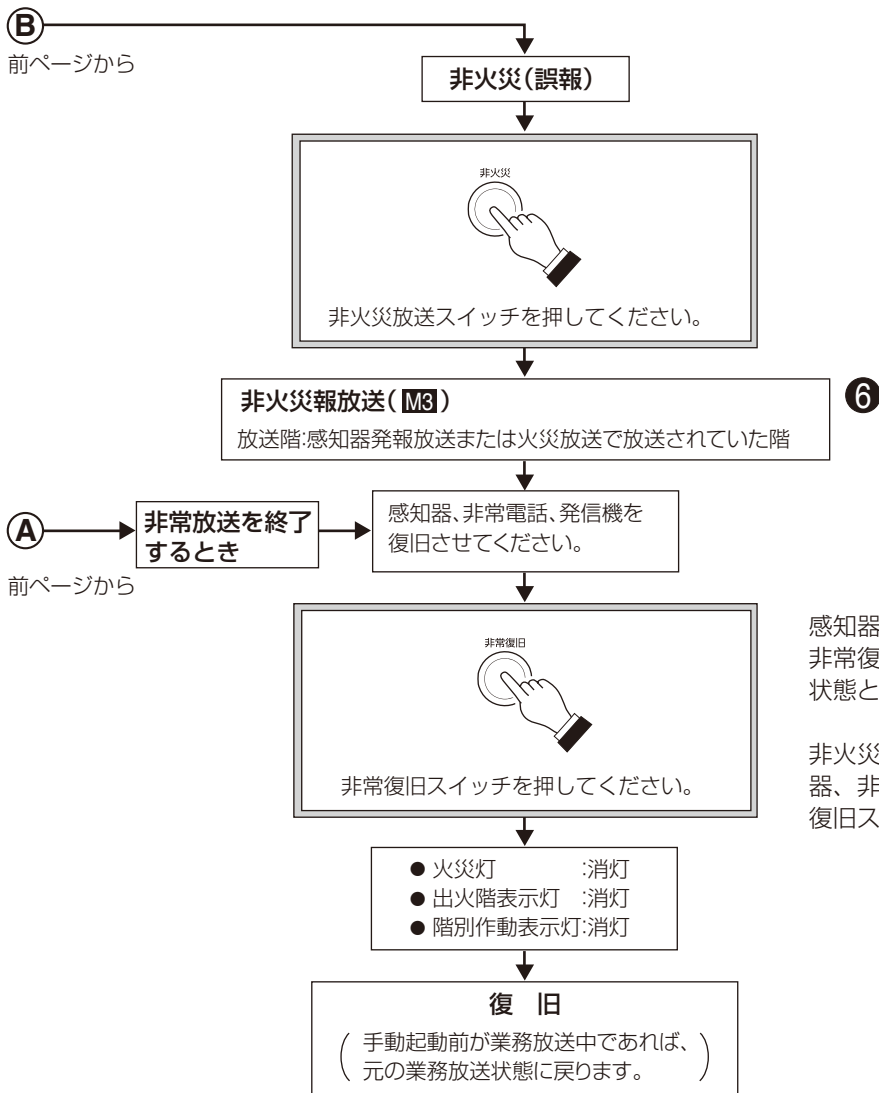 B
前ページから
非火災(誤報)
非火災
非火災放送スイッチを押してください。
非火災報放送( M3 )
放送階:感知器発報放送または火災放送で放送されていた階
6
A
前ページから
非常放送を終了
するとき
感知器、非常電話、発信機を
復旧させてください。
非常復旧
非常復旧スイッチを押してください。
感知器
非常復
状態と
非火災
器、非
復旧ス
● 火災灯 :消灯
● 出火階表示灯 :消灯
● 階別作動表示灯:消灯
復 旧
( 手動起動前が業務放送中であれば、
元の業務放送状態に戻ります。 )